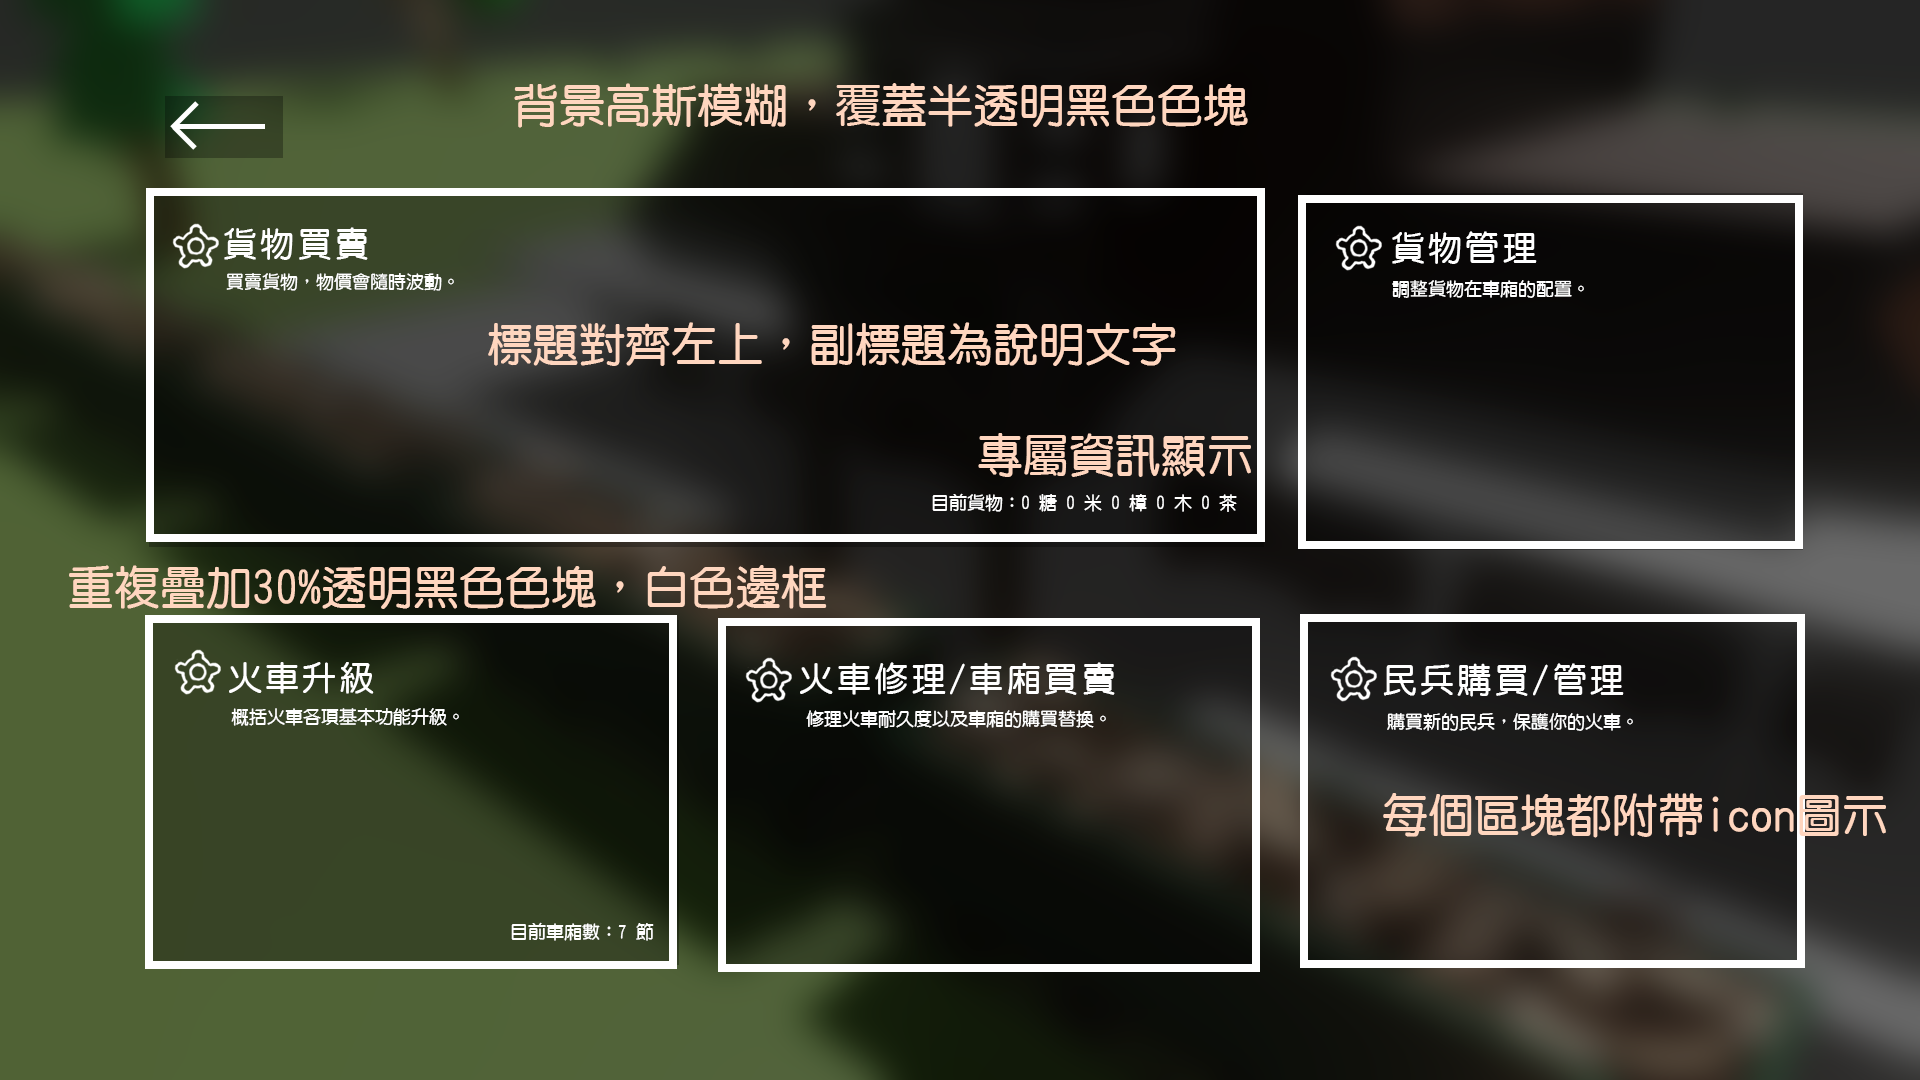 背景高斯模糊，覆蓋半透明黑色色塊
貨物買賣
買賣貨物，物價會隨時波動。
標題對齊左上，副標題為說明文字
專屬資訊顯示
目前貨物：0 糖 0 米 0 樟 0 木 0 茶
貨物管理
調整貨物在車廂的配置。
重複疊加30%透明黑色色塊，白色邊框
火車升級
概括火車各項基本功能升級。
目前車廂數：7 節
火車修理/車廂買賣
修理火車耐久度以及車廂的購買替換。
民兵購買/管理
購買新的民兵，保護你的火車。
每個區塊都附帶icon圖示